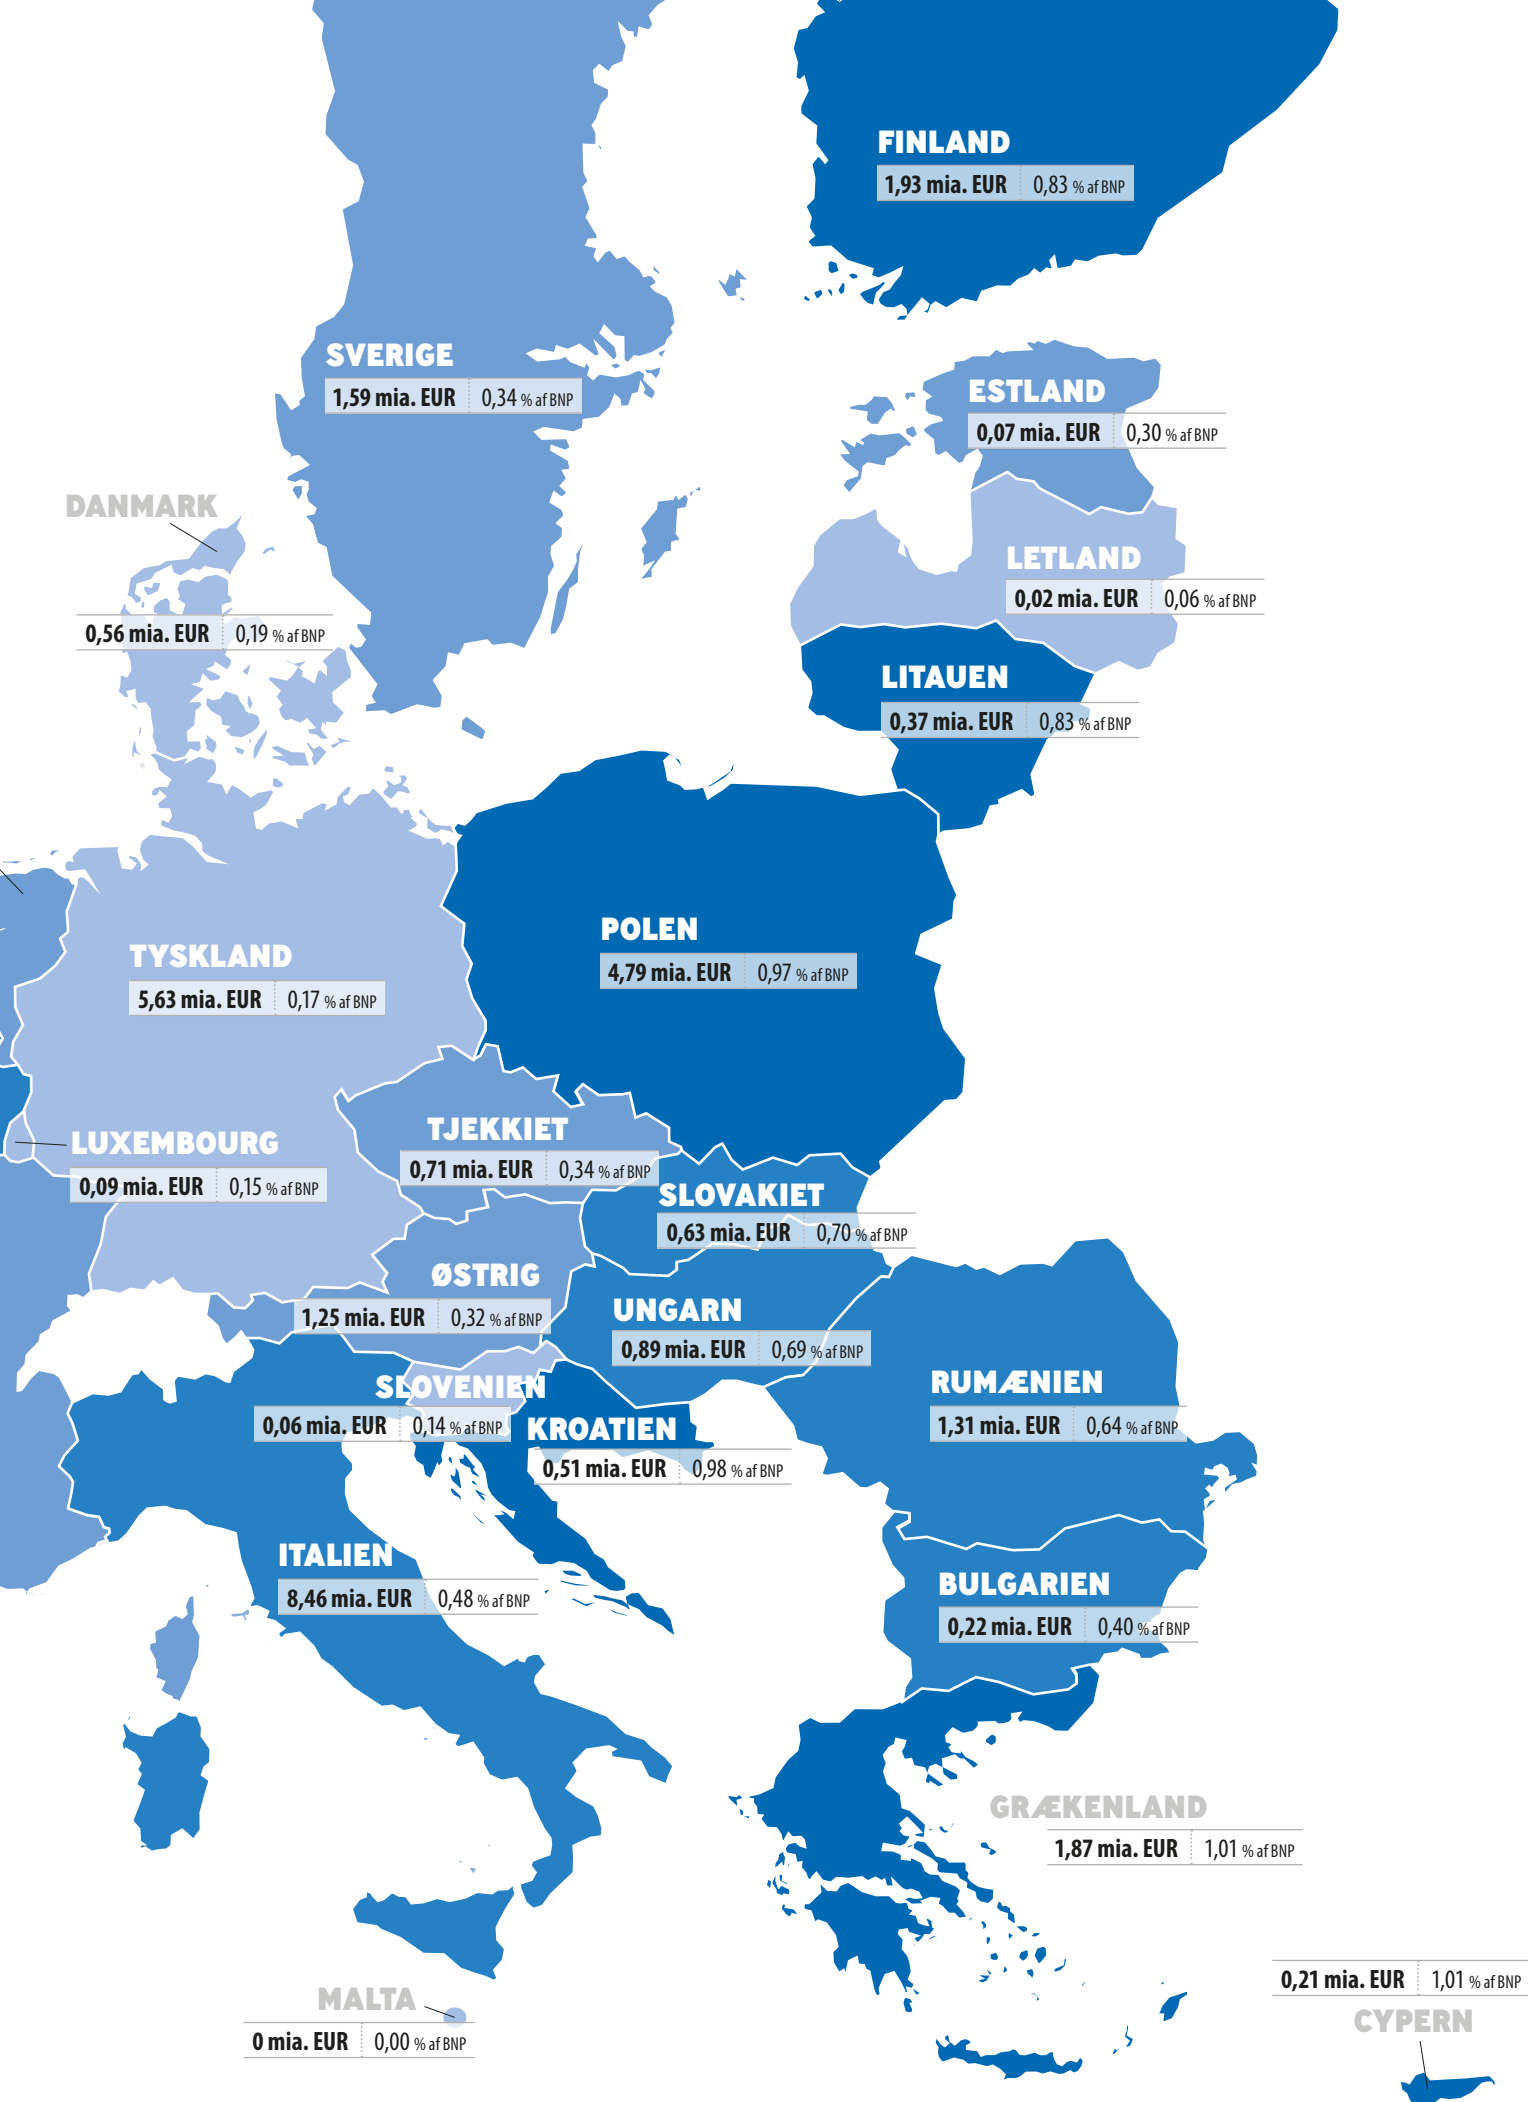 FINLAND
1,93 mia. EUR 0,83 % af BNP
SVERIGE
1,59 mia. EUR 0,34 % af BNP
ESTLAND
0,07 mia. EUR 0,30 % af BNP
DANMARK
0,56 mia. EUR 0,19 % af BNP
LETLAND
0,02 mia. EUR 0,06 % af BNP
LITAUEN
0,37 mia. EUR 0,83 % af BNP
POLEN
4,79 mia. EUR 0,97 % af BNP
TYSKLAND
5,63 mia. EUR 0,17 % af BNP
TJEKKIET
0,71 mia. EUR 0,34 % af BNP
LUXEMBOURG
0,09 mia. EUR 0,15 % af BNP
SLOVAKIET
0,63 mia. EUR 0,70 % af BNP
ØSTRIG
1,25 mia. EUR 0,32 % af BNP
UNGARN
0,89 mia. EUR 0,69 % af BNP
RUMÆNIEN
1,31 mia. EUR 0,64 % af BNP
SLOVENIEN
0,06 mia. EUR 0,14 % af BNP
KROATIEN
0,51 mia. EUR 0,98 % af BNP
ITALIEN
8,46 mia. EUR 0,48 % af BNP
BULGARIEN
0,22 mia. EUR 0,40 % af BNP
GRÆKENLAND
1,87 mia. EUR 1,01 % af BNP
MALTA
0 mia. EUR 0,00 % af BNP
0,21 mia. EUR 1,01 % af BNP
CYPERN